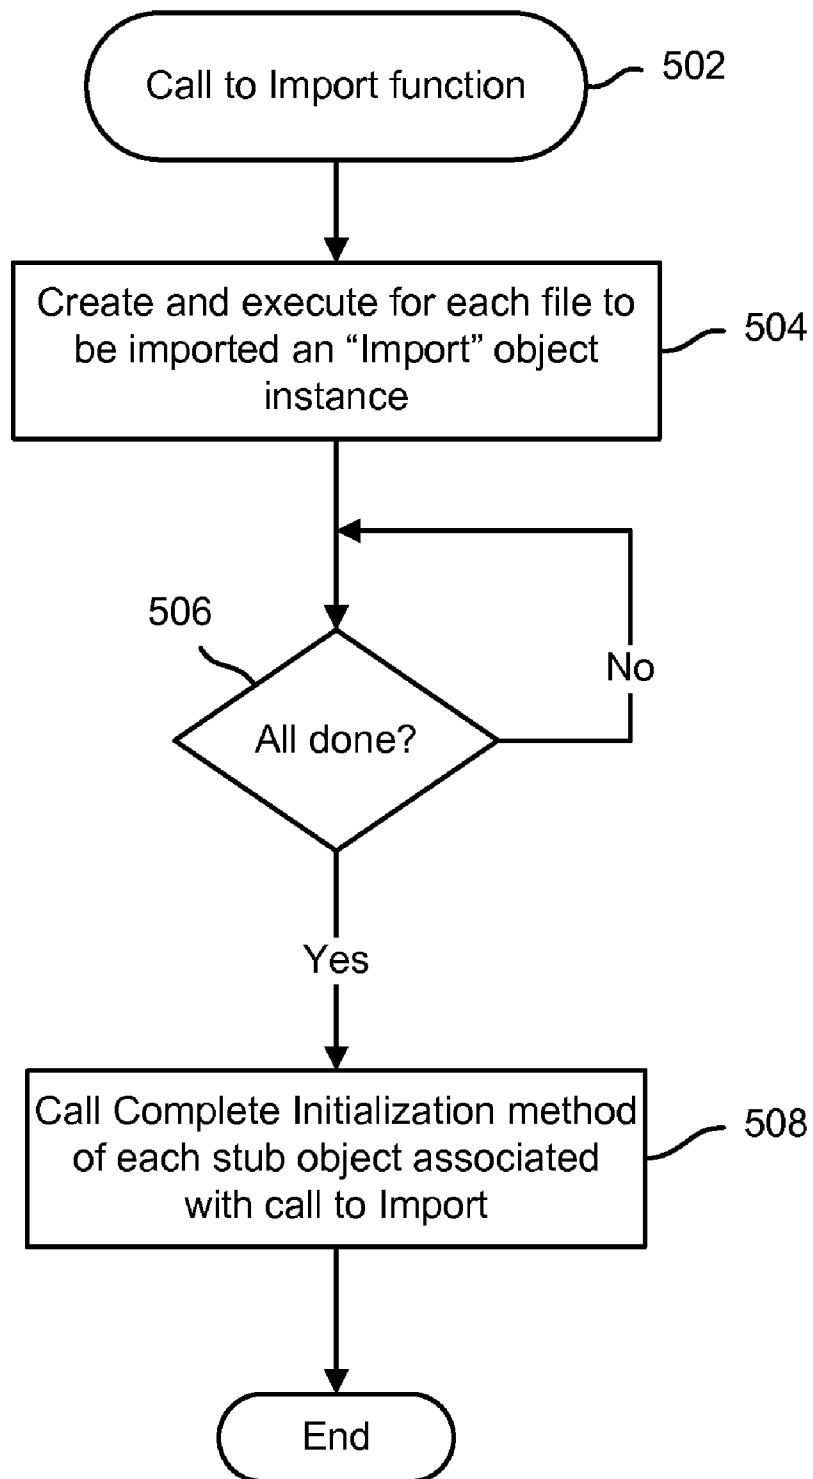 Call to Import function
502
Create and execute for each file to
be imported an “Import” object
instance
504
506
All done?
No
Yes
Call Complete Initialization method
of each stub object associated
with call to Import
508
End